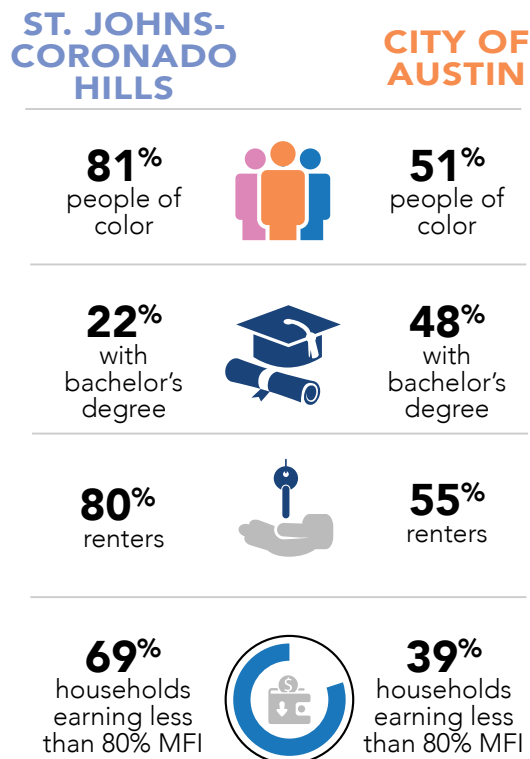 ST. JOHNS-
CORONADO
HILLS
CITY OF
AUSTIN
81%
people of
color
51%
people of
color
22%
with
bachelor’s
degree
48%
with
bachelor’s
degree
80%
renters
55%
renters
69%
households
earning less
than 80% MFI
$
39%
households
earning less
than 80% MFI